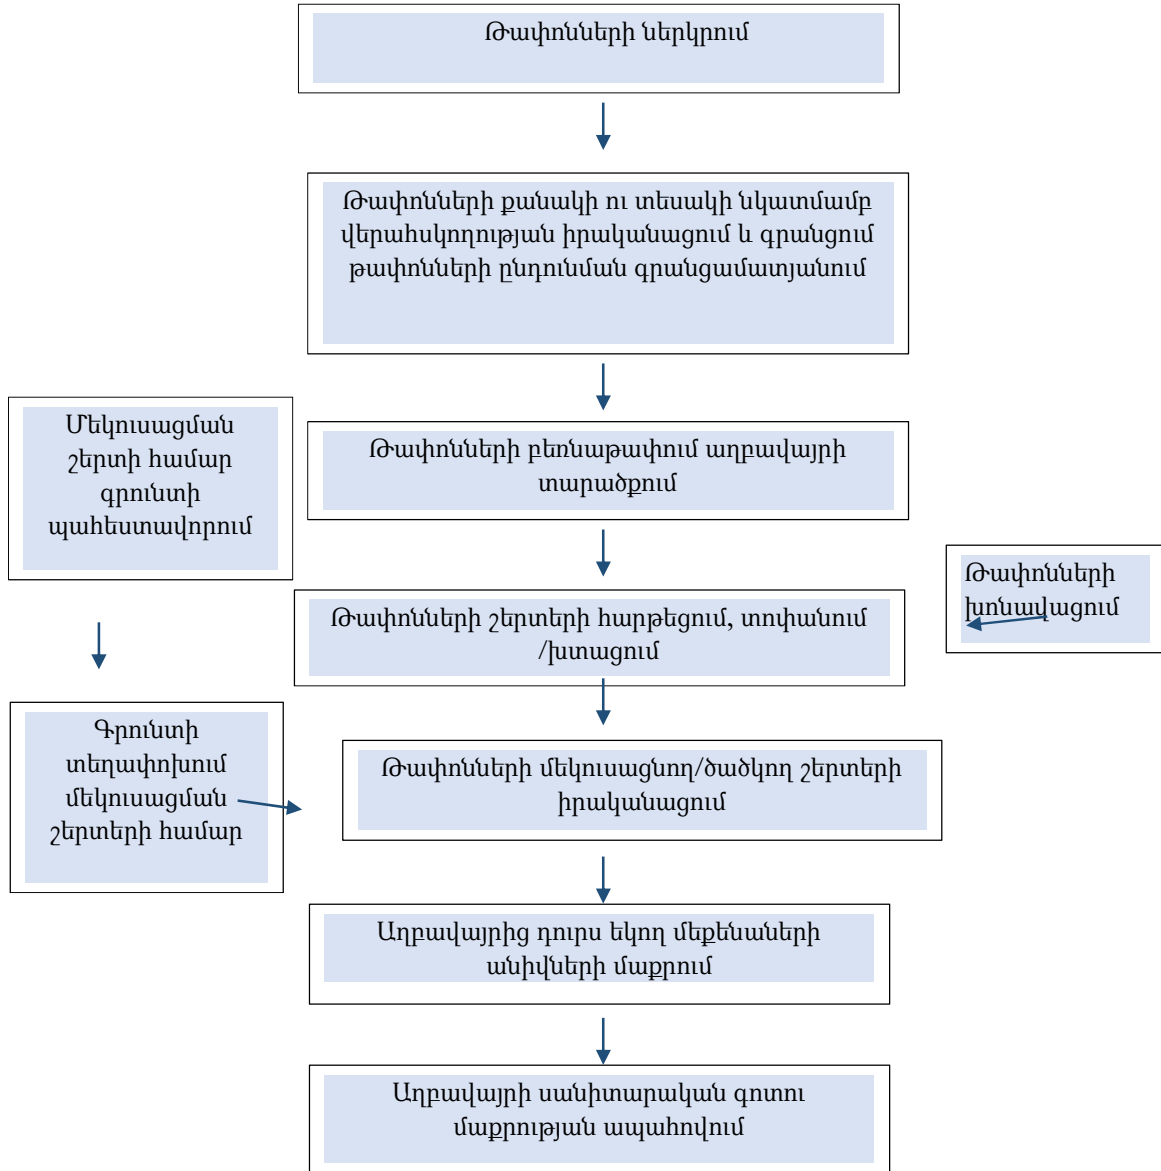 Թափոնների ներկրում
Թափոնների քանակի ու տեսակի նկատմամբ
վերահսկողության իրականացում և գրանցում
թափոնների ընդունման գրանցամատյանում
Մեկուսացման
շերտի համար
գրունտի
պահեստավորում
Թափոնների բեռնաթափում աղբավայրի
տարածքում
Թափոնների
խոնավացում
Թափոնների շերտերի հարթեցում, տոփանում
/խտացում
Գրունտի
տեղափոխում
մեկուսացման
շերտերի համար
Թափոնների մեկուսացնող/ծածկող շերտերի
իրականացում
Աղբավայրից դուրս եկող մեքենաների
անիվների մաքրում
Աղբավայրի սանիտարական գոտու
մաքրության ապահովում